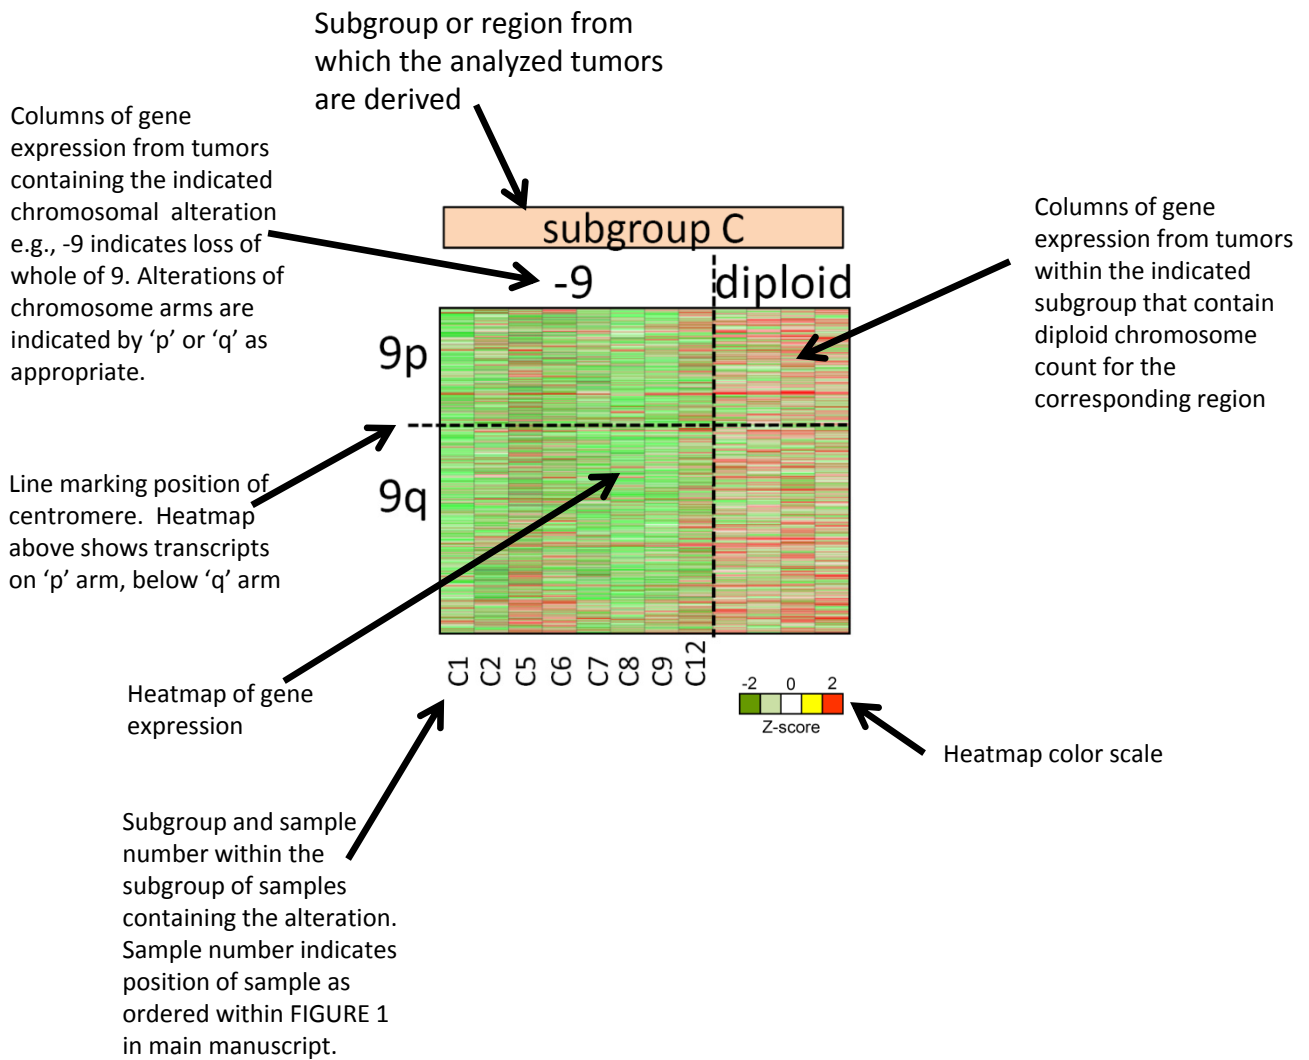 Subgroup or region from
which the analyzed tumors
are derived
Columns of gene
expression from tumors
containing the indicated
chromosomal  alteration
e.g., -9 indicates loss of
whole of 9. Alterations of
chromosome arms are
indicated by ‘p’ or ‘q’ as
appropriate.
Line marking position of
centromere.  Heatmap
above shows transcripts
on ‘p’ arm, below ‘q’ arm
subgroup C
-9
diploid
9p
9q
C1
C2
C5
C6
C7
C8
C9
C12
Columns of gene
expression from tumors
within the indicated
subgroup that contain
diploid chromosome
count for the
corresponding region
Heatmap of gene
expression
-2 0 2
Z-score
Heatmap color scale
Subgroup and sample
number within the
subgroup of samples
containing the alteration.
Sample number indicates
position of sample as
ordered within FIGURE 1
in main manuscript.